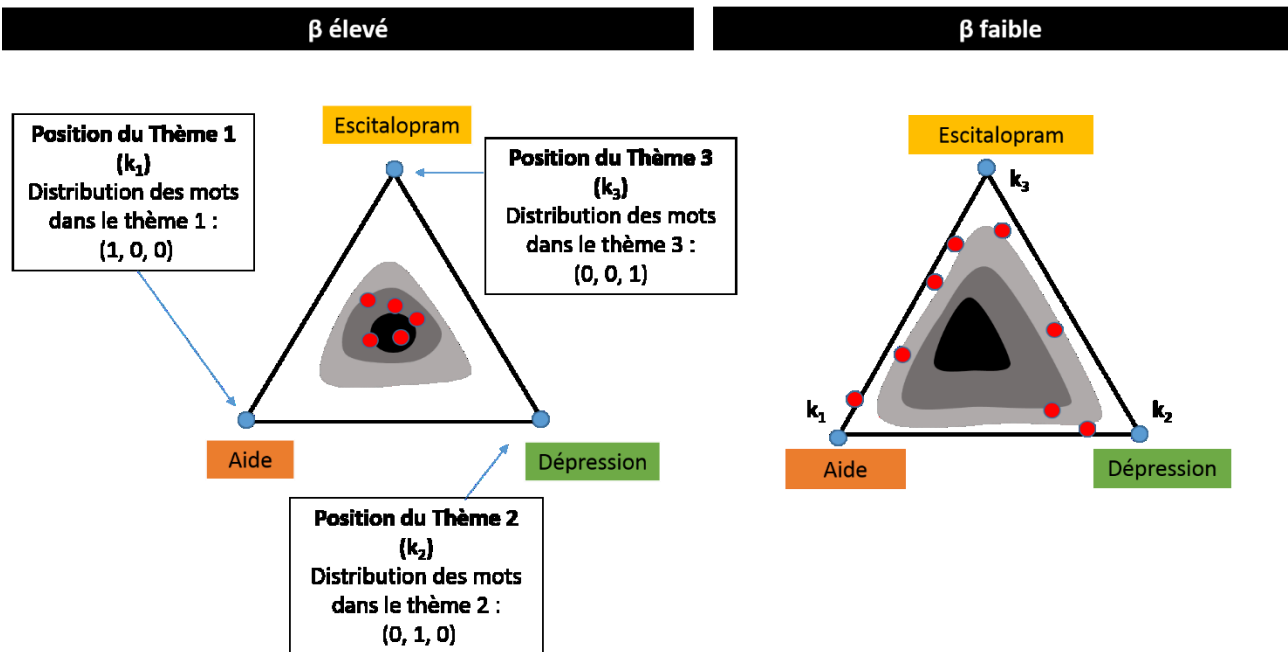 β élevé
β faible
Position du Thème 1
(k₁)
Distribution des mots
dans le thème 1 :
(1, 0, 0)
Escitalopram
Position du Thème 3
(k₃)
Distribution des mots
dans le thème 3 :
(0, 0, 1)
Aide
Dépression
Position du Thème 2
(k₂)
Distribution des mots
dans le thème 2 :
(0, 1, 0)
Escitalopram
k₃
k₁
k₂
Aide
Dépression